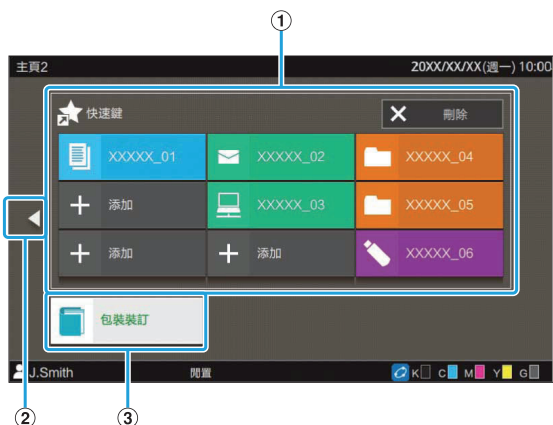 ①
主頁2 20XX/XX/XX(週一) 10:00
快速鍵 刪除
XXXXX_01 XXXXX_02 XXXXX_04
添加 XXXXX_03 XXXXX_05
添加 添加 XXXXX_06
包裝裝訂
J.Smith 閒置 K C M Y G
② ③